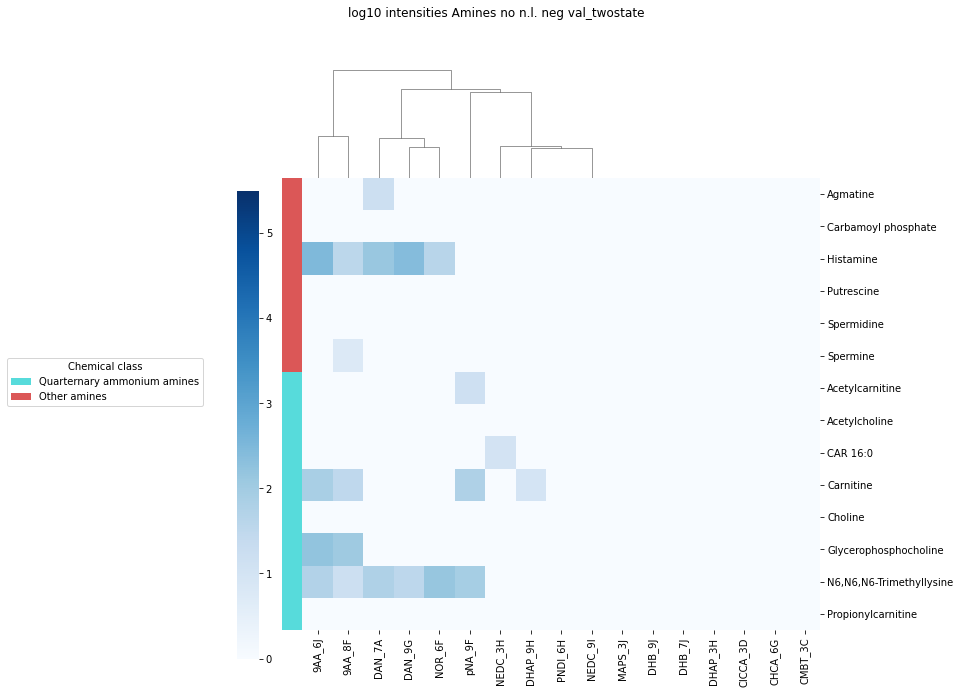 log10 intensities Amines no n.l. neg val_twostate
Agmatine
Carbamoyl phosphate
Histamine
Putrescine
Spermidine
Spermine
Acetylcarnitine
Acetylcholine
CAR 16:0
Carnitine
Choline
Glycerophosphocholine
N6,N6,N6-Trimethyllysine
Propionylcarnitine
5
4
3
2
1
0
Chemical class
Quarternary ammonium amines
Other amines
9AA_6J
9AA_8F
DAN_7A
DAN_9G
NOR_6F
pNA_9F
NEDC_3H
DHAP_9H
PNDI_6H
NEDC_9I
MAPS_3J
DHB_9J
DHB_7J
DHAP_3H
CICCA_3D
CHCA_6G
CMBT_3C